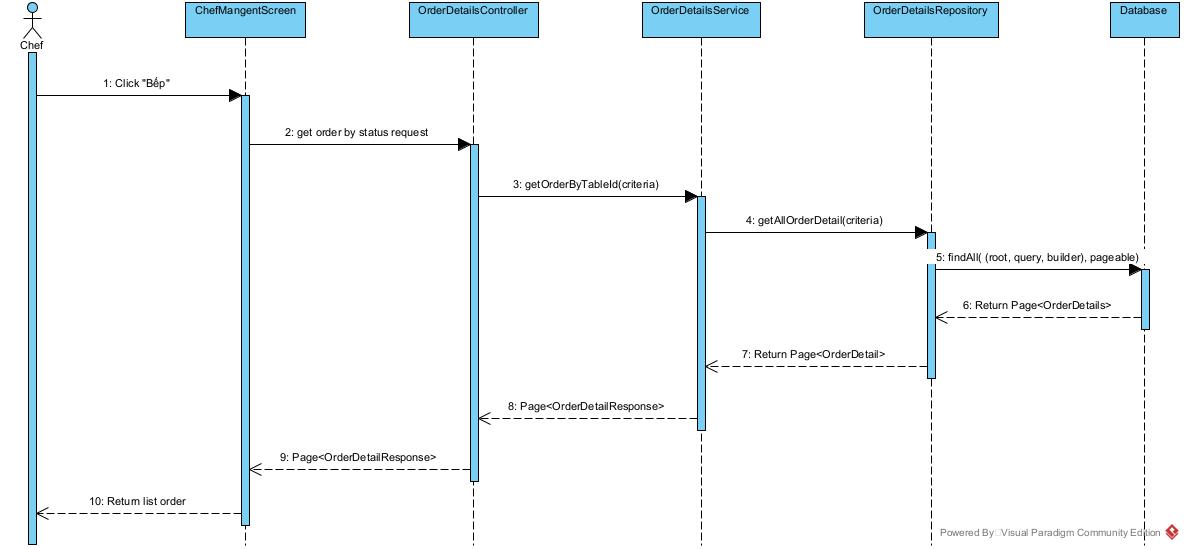 ChefMangentScreen
OrderDetailsController
OrderDetailsService
OrderDetailsRepository
Database
Chef
1: Click "Bếp"
2: get order by status request
3: getOrderByTableId(criteria)
4: getAllOrderDetail(criteria)
5: findAll( (root, query, builder), pageable)
6: Return Page<OrderDetails>
7: Return Page<OrderDetail>
8: Page<OrderDetailResponse>
9: Page<OrderDetailResponse>
10: Return list order
Powered By Visual Paradigm Community Edition